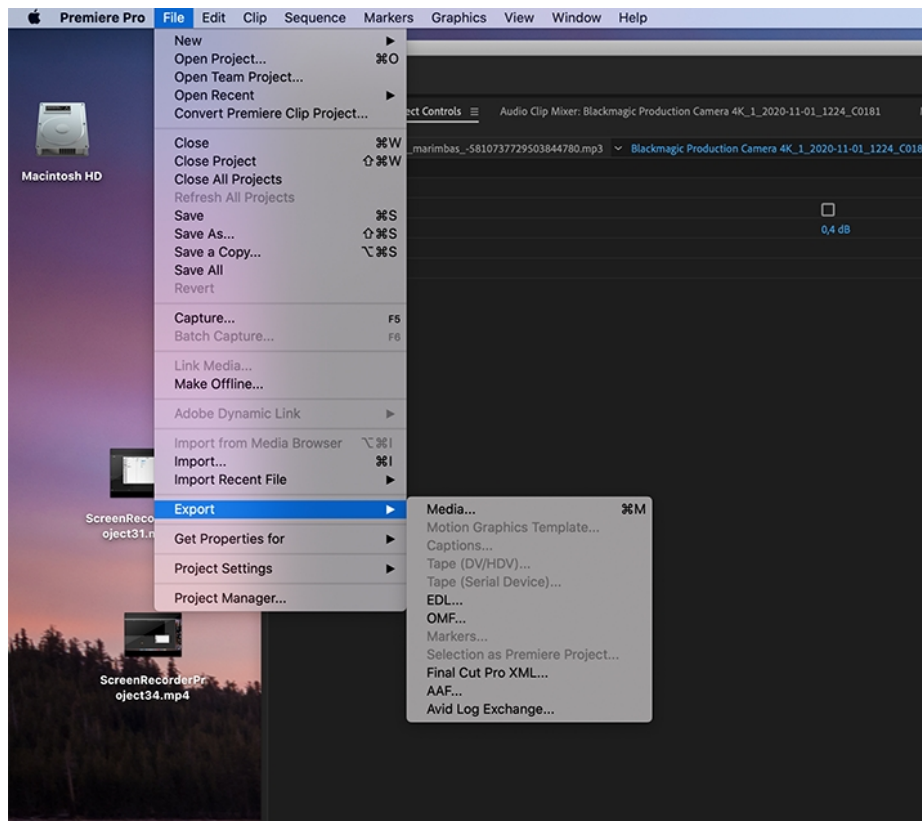 Premiere Pro File Edit Clip Sequence Markers Graphics View Window Help
New
Open Project... ⌘O
Open Team Project...
Open Recent
Convert Premiere Clip Project...
Close ⌘W
Close Project ⇧⌘W
Close All Projects
Refresh All Projects
Save ⌘S
Save As... ⇧⌘S
Save a Copy... ⌥⌘S
Save All
Revert
Capture... F5
Batch Capture... F6
Link Media...
Make Offline...
Adobe Dynamic Link
Import from Media Browser ⌥⌘I
Import... ⌘I
Import Recent File
Export
Get Properties for
Project Settings
Project Manager...
Media... ⌘M
Motion Graphics Template...
Captions...
Tape (DV/HDV)...
Tape (Serial Device)...
EDL...
OMF...
Markers...
Selection as Premiere Project...
Final Cut Pro XML...
AAF...
Avid Log Exchange...
ect Controls Audio Clip Mixer: Blackmagic Production Camera 4K_1_2020-11-01_1224_C0181
_marimbas_-5810737729503844780.mp3 Blackmagic Production Camera 4K_1_2020-11-01_1224_C018
0,4 dB
Macintosh HD
ScreenReco
oject31.n
ScreenRecorderPr
oject34.mp4